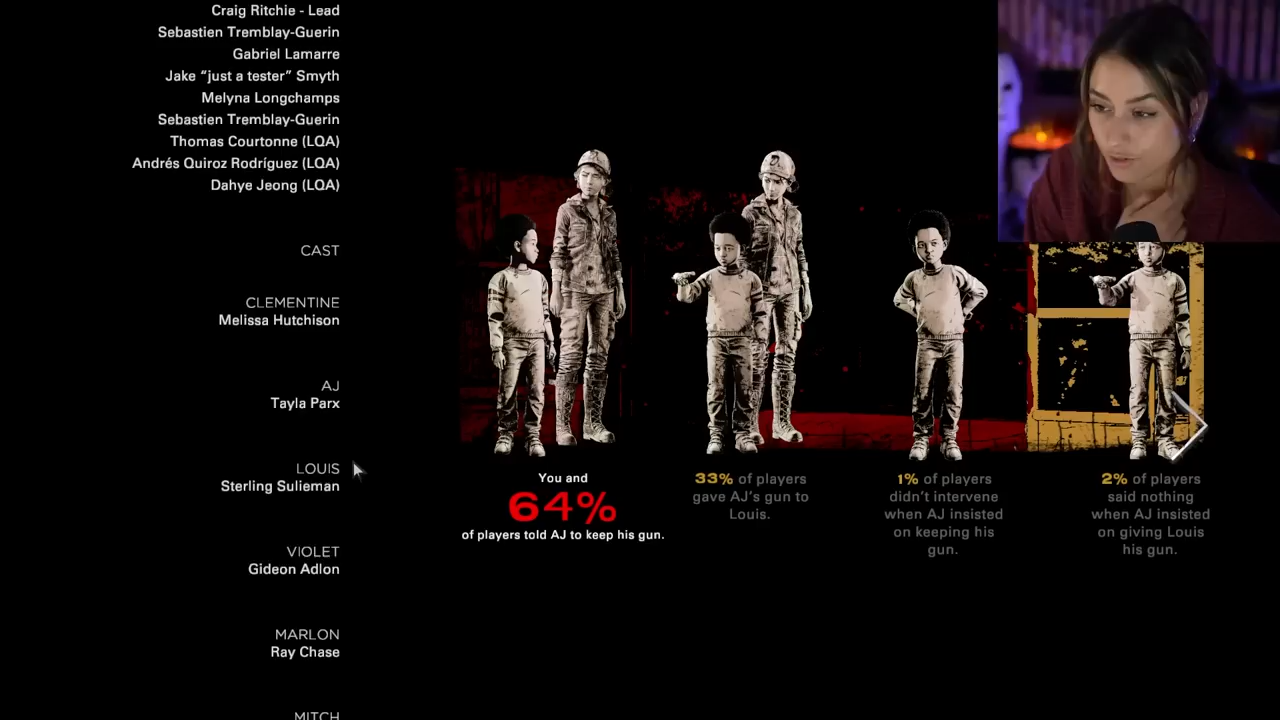 Craig Ritchie - Lead
Sebastien Tremblay-Guerin
Gabriel Lamarre
Jake “just a tester” Smyth
Melyna Longchamps
Sebastien Tremblay-Guerin
Thomas Courtonne (LQA)
Andrés Quiroz Rodríguez (LQA)
Dahye Jeong (LQA)
CAST
CLEMENTINE
Melissa Hutchison
AJ
Tayla Parx
LOUIS
Sterling Sulieman
VIOLET
Gideon Adlon
MARLON
Ray Chase
MITCH
You and
64%
of players told AJ to keep his gun.
33% of players
gave AJ's gun to
Louis.
1% of players
didn't intervene
when AJ insisted
on keeping his
gun.
2% of players
said nothing
when AJ insisted
on giving Louis
his gun.